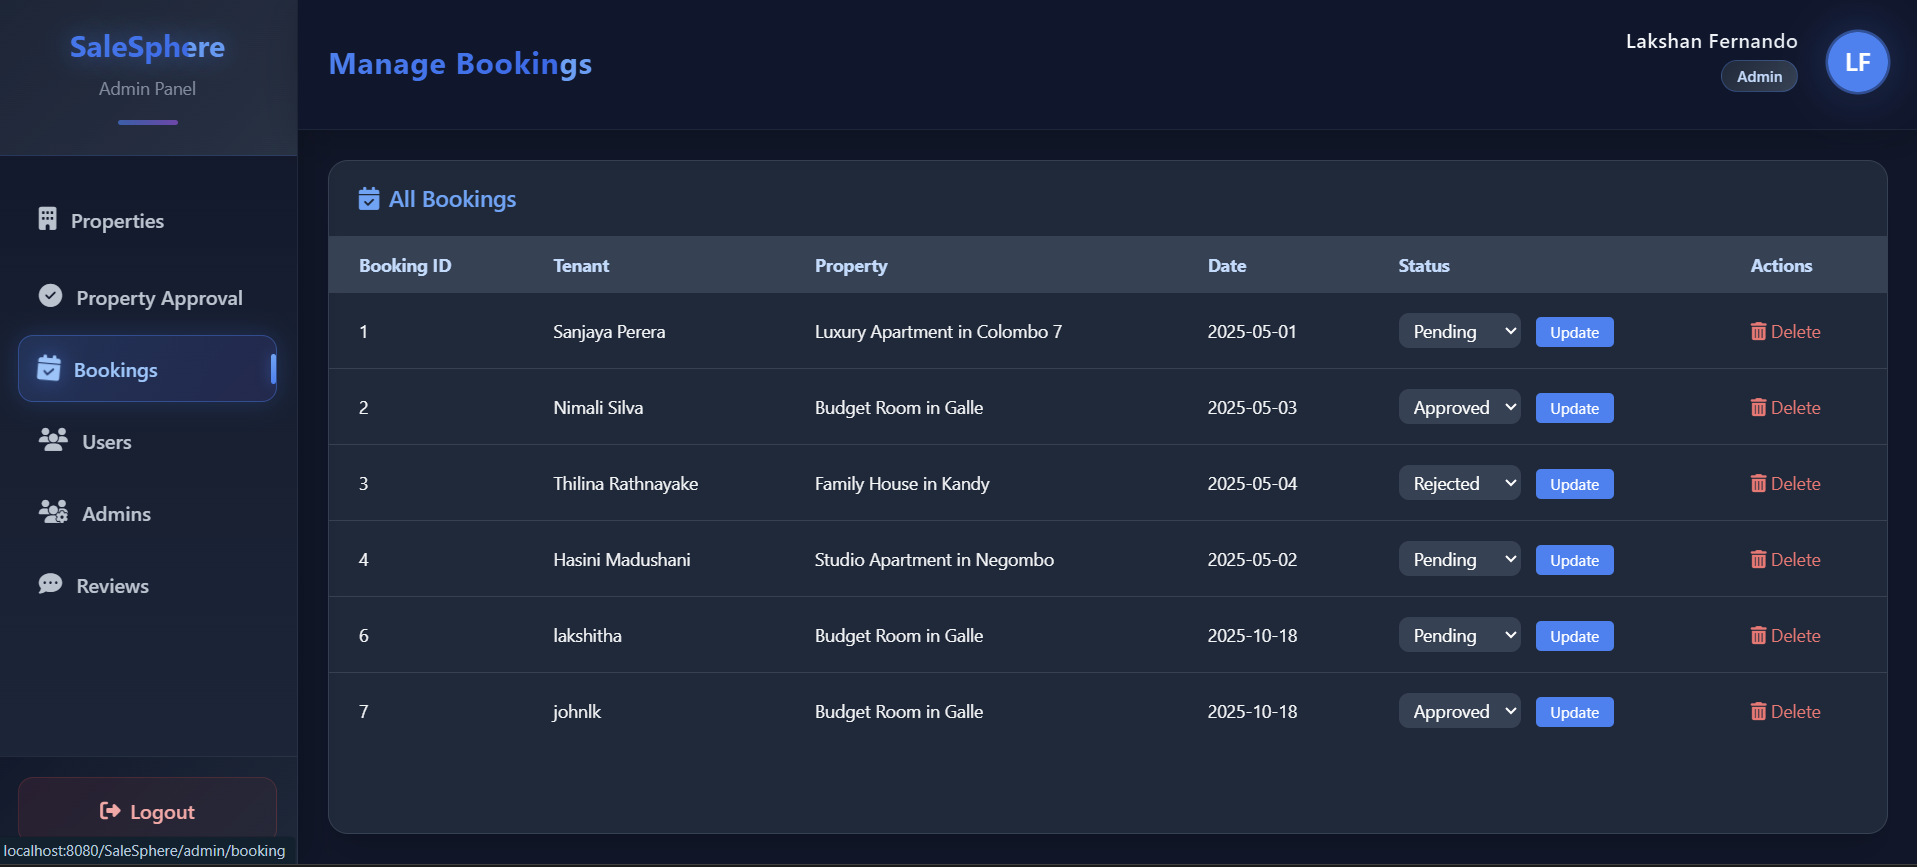 SaleSphere
Admin Panel
Properties
Property Approval
Bookings
Users
Admins
Reviews
Logout
localhost:8080/SaleSphere/admin/booking
Manage Bookings
Lakshan Fernando
Admin
LF
All Bookings
Booking ID Tenant Property Date Status Actions
1 Sanjaya Perera Luxury Apartment in Colombo 7 2025-05-01 Pending Update Delete
2 Nimali Silva Budget Room in Galle 2025-05-03 Approved Update Delete
3 Thilina Rathnayake Family House in Kandy 2025-05-04 Rejected Update Delete
4 Hasini Madushani Studio Apartment in Negombo 2025-05-02 Pending Update Delete
6 lakshitha Budget Room in Galle 2025-10-18 Pending Update Delete
7 johnlk Budget Room in Galle 2025-10-18 Approved Update Delete